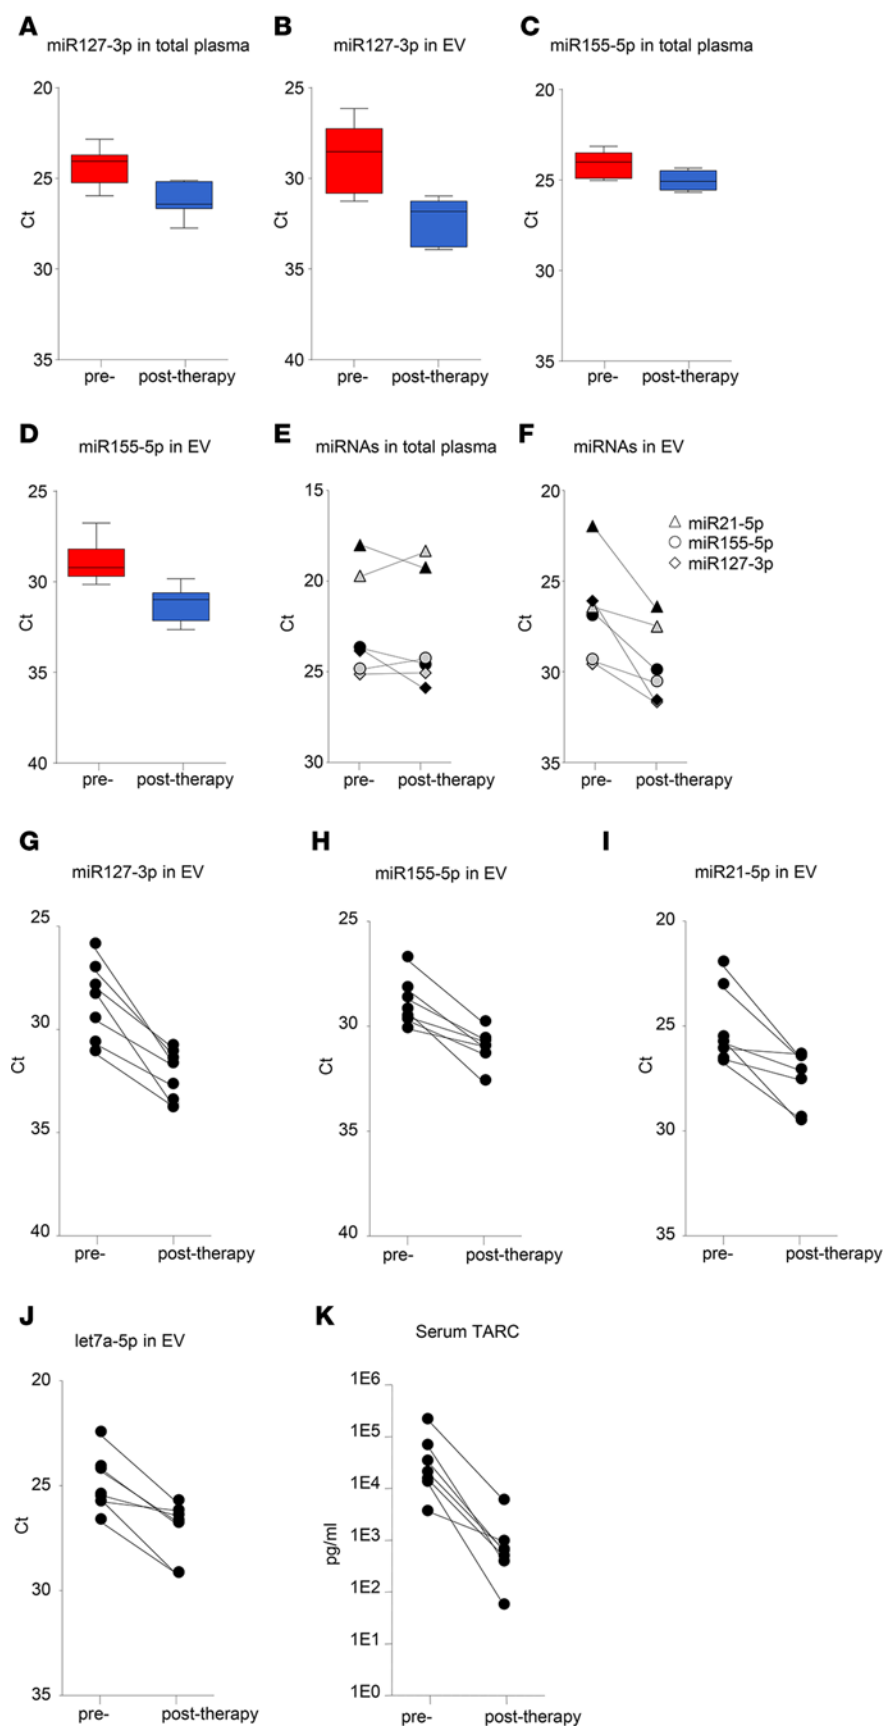 A
miR127-3p in total plasma
20
25
30
35
Ct
pre-
post-therapy
B
miR127-3p in EV
25
30
35
40
Ct
pre-
post-therapy
C
miR155-5p in total plasma
20
25
30
35
Ct
pre-
post-therapy
D
miR155-5p in EV
25
30
35
40
Ct
pre-
post-therapy
E
miRNAs in total plasma
15
20
25
30
Ct
pre-
post-therapy
F
miRNAs in EV
20
25
30
35
Ct
pre-
post-therapy
miR21-5p
miR155-5p
miR127-3p
G
miR127-3p in EV
25
30
35
40
Ct
pre-
post-therapy
H
miR155-5p in EV
25
30
35
40
Ct
pre-
post-therapy
I
miR21-5p in EV
20
25
30
35
Ct
pre-
post-therapy
J
let7a-5p in EV
20
25
30
35
Ct
pre-
post-therapy
K
Serum TARC
1E6
1E5
1E4
1E3
1E2
1E1
1E0
pg/ml
pre-
post-therapy